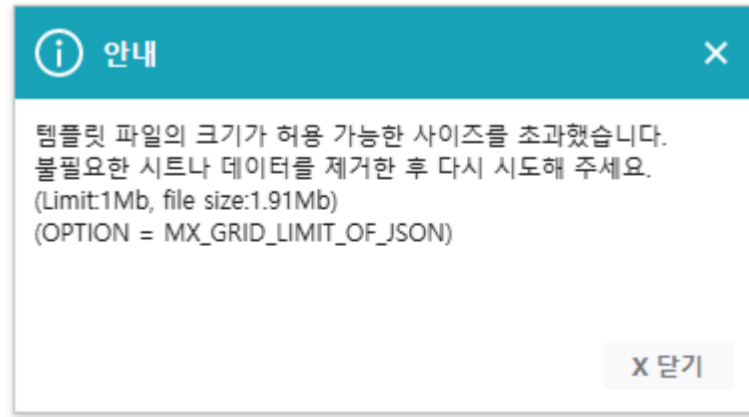 안내
템플릿 파일의 크기가 허용 가능한 사이즈를 초과했습니다.
불필요한 시트나 데이터를 제거한 후 다시 시도해 주세요.
(Limit:1Mb, file size:1.91Mb)
(OPTION = MX_GRID_LIMIT_OF_JSON)
X 닫기